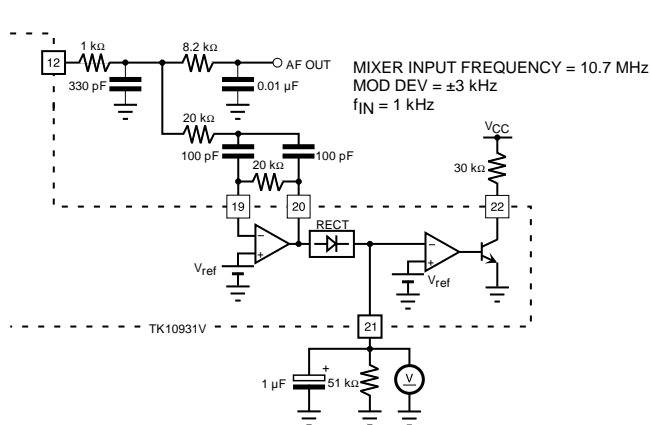 1 kΩ
8.2 kΩ
12
AF OUT
MIXER INPUT FREQUENCY = 10.7 MHz
330 pF
0.01 µF
MOD DEV = ±3 kHz
fIN = 1 kHz
20 kΩ
VCC
100 pF
100 pF
20 kΩ
30 kΩ
19
20
22
RECT
−
+
−
+
Vref
Vref
TK10931V
21
+
1 µF
51 kΩ
V